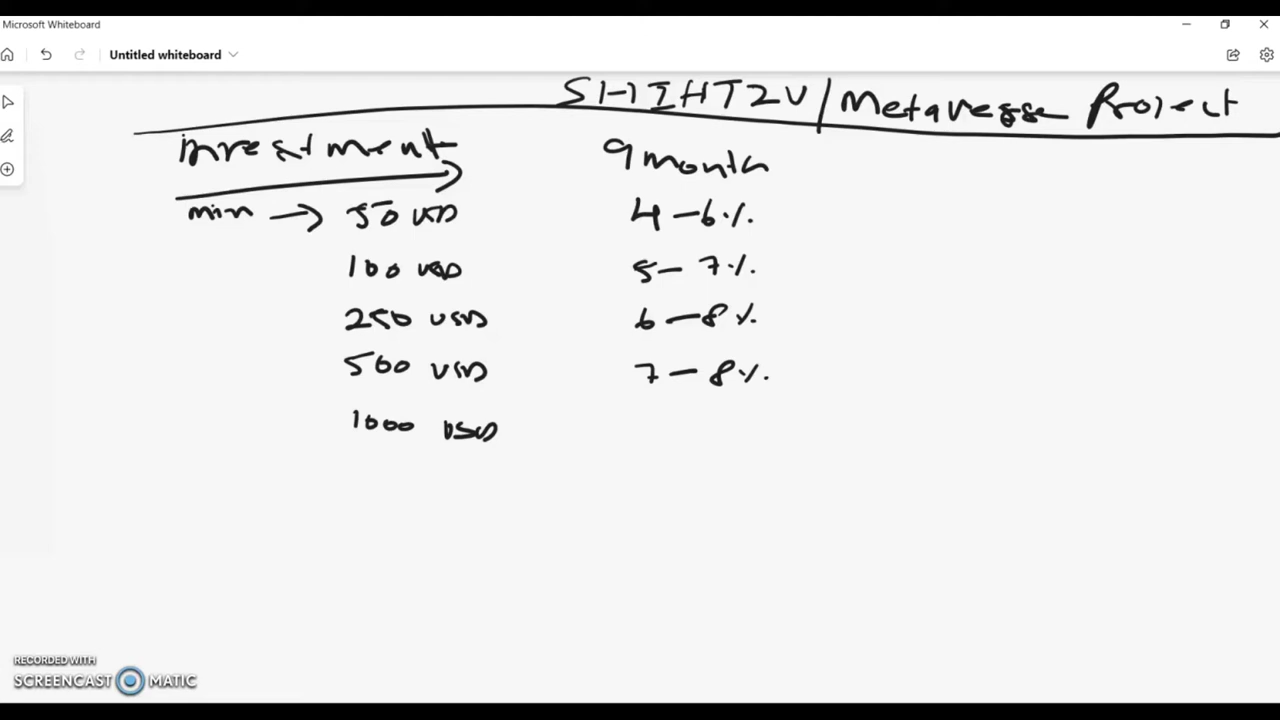 Microsoft Whiteboard
Untitled whiteboard
SHIHTZU / Metaverse Project
investment 9 month
min → 50 USD 4 - 6%
100 USD 5 - 7%
250 USD 6 - 8%
500 USD 7 - 8%
1000 USD
RECORDED WITH
SCREENCAST MATIC